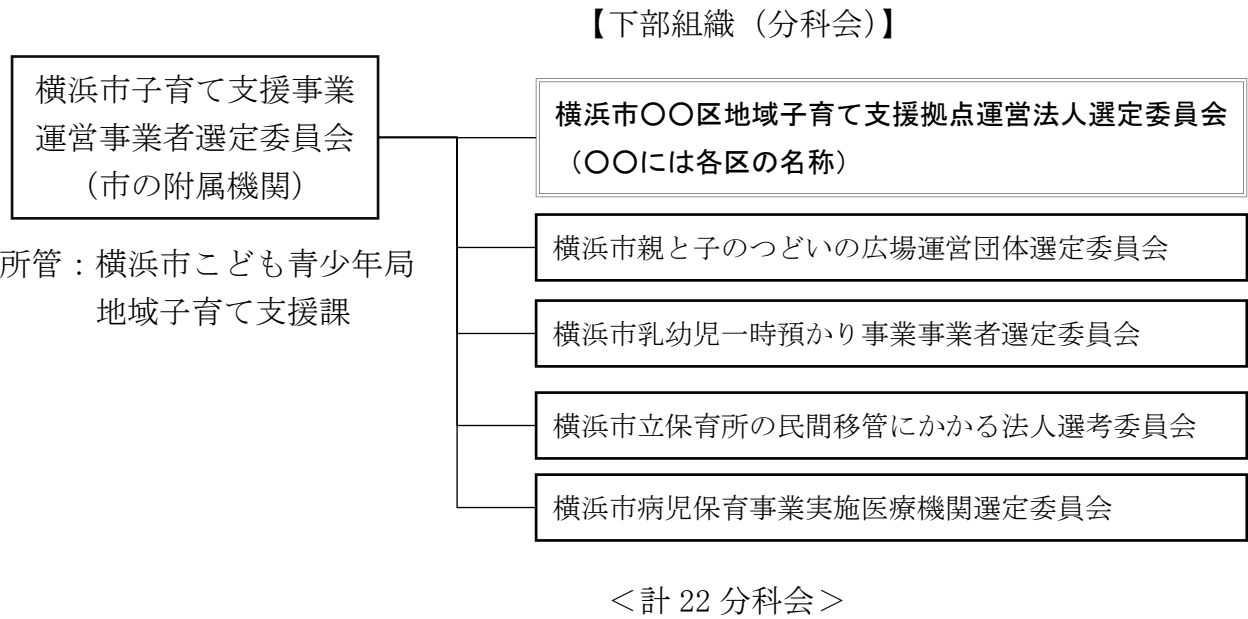 【下部組織（分科会）】
横浜市子育て支援事業
運営事業者選定委員会
（市の附属機関）
所管：横浜市こども青少年局
地域子育て支援課
横浜市〇〇区地域子育て支援拠点運営法人選定委員会
（〇〇には各区の名称）
横浜市親と子のつどいの広場運営団体選定委員会
横浜市乳幼児一時預かり事業事業者選定委員会
横浜市立保育所の民間移管にかかる法人選考委員会
横浜市病児保育事業実施医療機関選定委員会
＜計 22 分科会＞